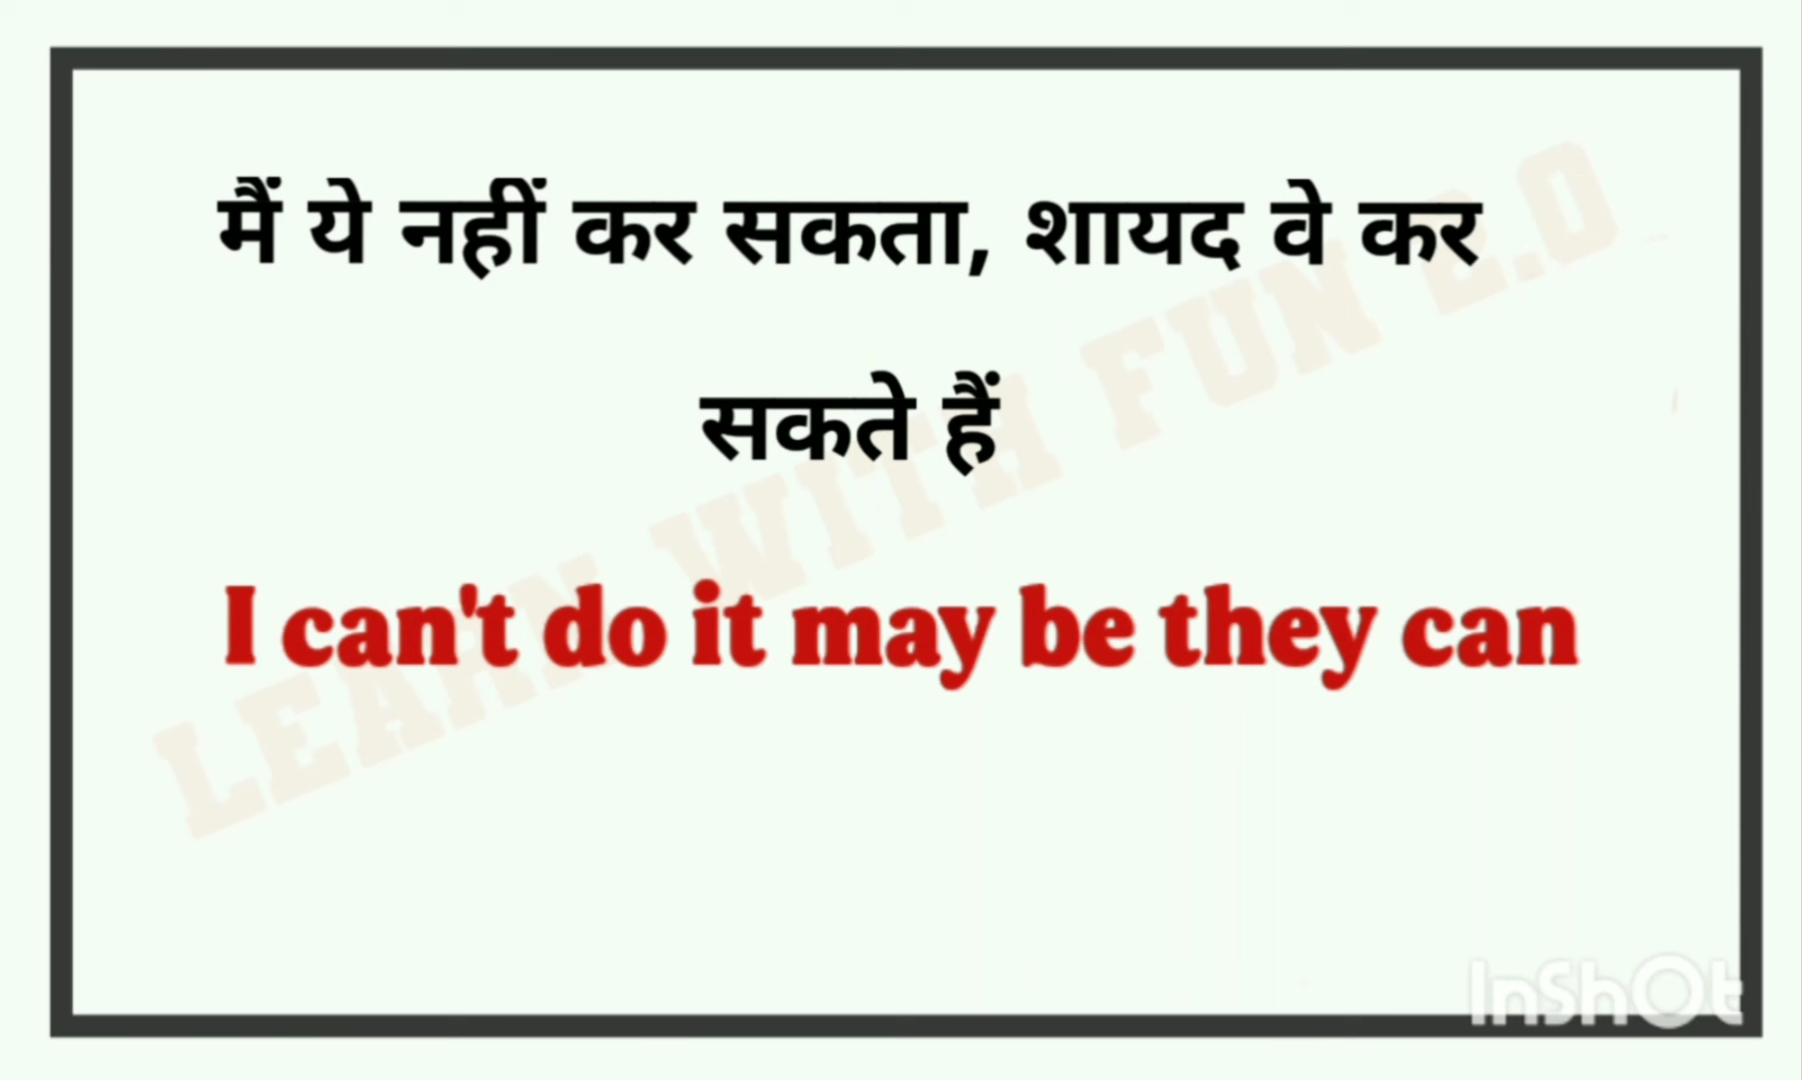 मैं ये नहीं कर सकता, शायद वे कर
सकते हैं
I can't do it may be they can
LEARN WITH FUN 2.0
InShOt